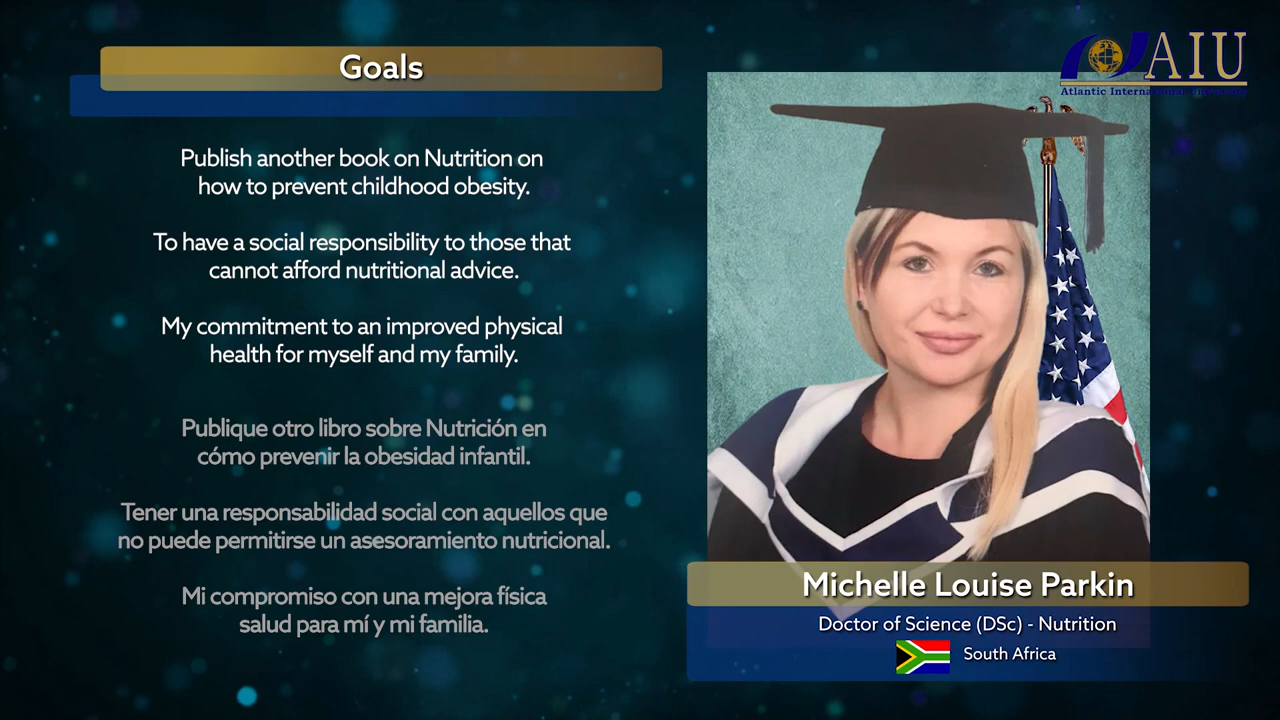 Goals
Publish another book on Nutrition on
how to prevent childhood obesity.
To have a social responsibility to those that
cannot afford nutritional advice.
My commitment to an improved physical
health for myself and my family.
Publique otro libro sobre Nutrición en
cómo prevenir la obesidad infantil.
Tener una responsabilidad social con aquellos que
no puede permitirse un asesoramiento nutricional.
Mi compromiso con una mejora física
salud para mí y mi familia.
AIU
Atlantic International University
Michelle Louise Parkin
Doctor of Science (DSc) - Nutrition
South Africa